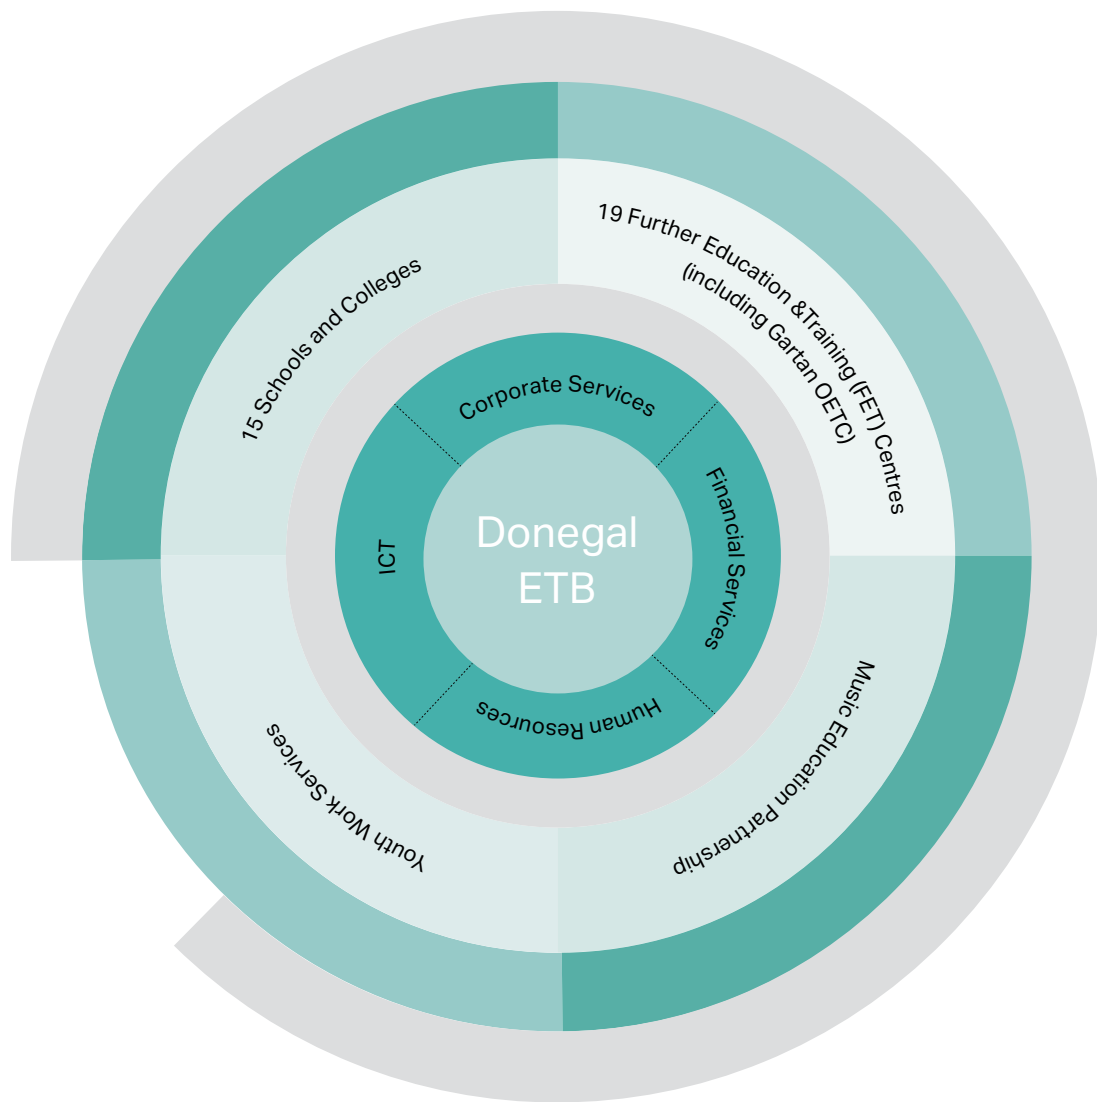 15 Schools and Colleges
19 Further Education &Training (FET) Centres
(including Gartan OETC)
Corporate Services
Financial Services
ICT
Donegal
ETB
Human Resources
Youth Work Services
Music Education Partnership